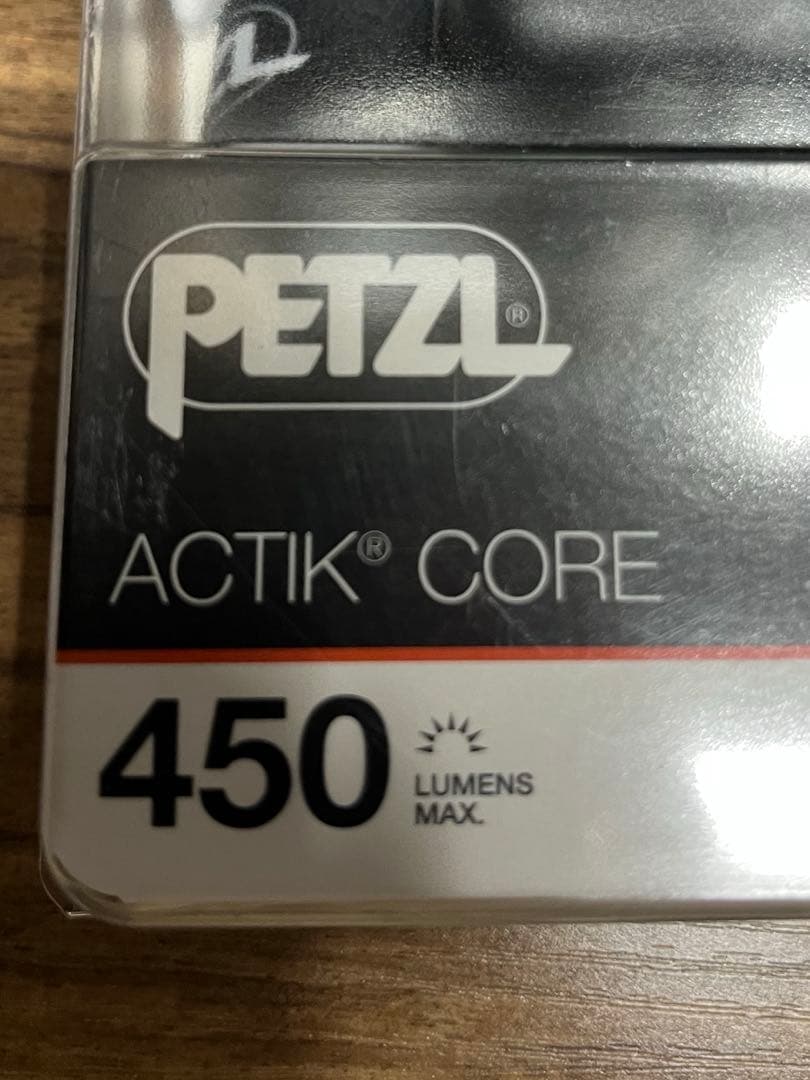 PETZL®
ACTIK® CORE
450
LUMENS
MAX.